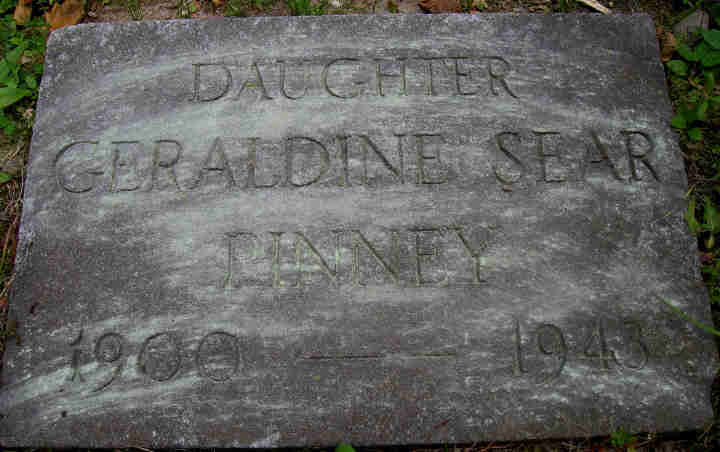 DAUGHTER
GERALDINE SEAR
PINNEY
1900 — — 1943